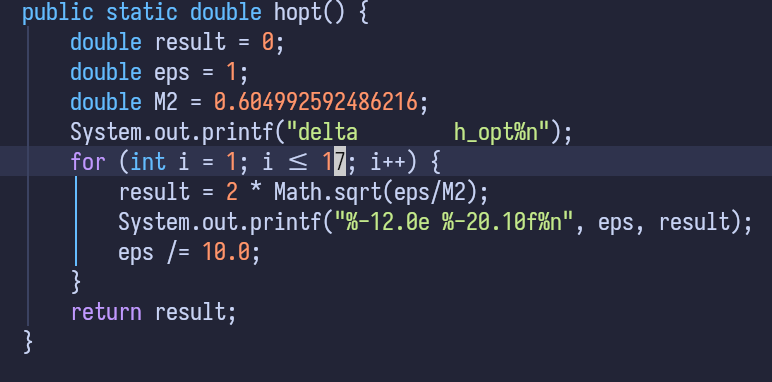 public static double hopt() {
    double result = 0;
    double eps = 1;
    double M2 = 0.604992592486216;
    System.out.printf("delta        h_opt%n");
    for (int i = 1; i ≤ 17; i++) {
        result = 2 * Math.sqrt(eps/M2);
        System.out.printf("%-12.0e %-20.10f%n", eps, result);
        eps /= 10.0;
    }
    return result;
}